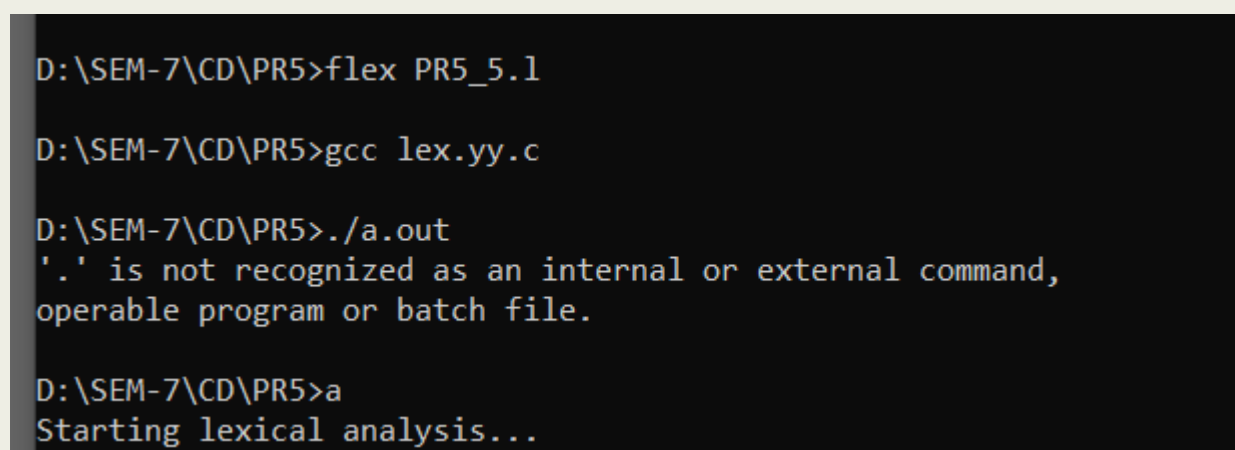 D:\SEM-7\CD\PR5>flex PR5_5.l
D:\SEM-7\CD\PR5>gcc lex.yy.c
D:\SEM-7\CD\PR5>./a.out
'.' is not recognized as an internal or external command,
operable program or batch file.
D:\SEM-7\CD\PR5>a
Starting lexical analysis...